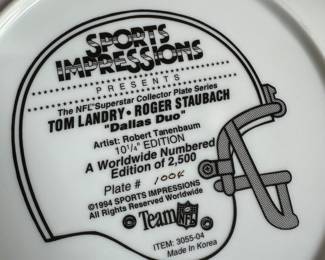 SPORTS
IMPRESSIONS
PRESENTS
The NFL Superstar Collector Plate Series
TOM LANDRY • ROGER STAUBACH
"Dallas Duo"
Artist: Robert Tanenbaum
10¼" EDITION
A Worldwide Numbered
Edition of 2,500
Plate # 1004
©1994 SPORTS IMPRESSIONS
All Rights Reserved Worldwide
Team NFL
ITEM: 3055-04
Made in Korea